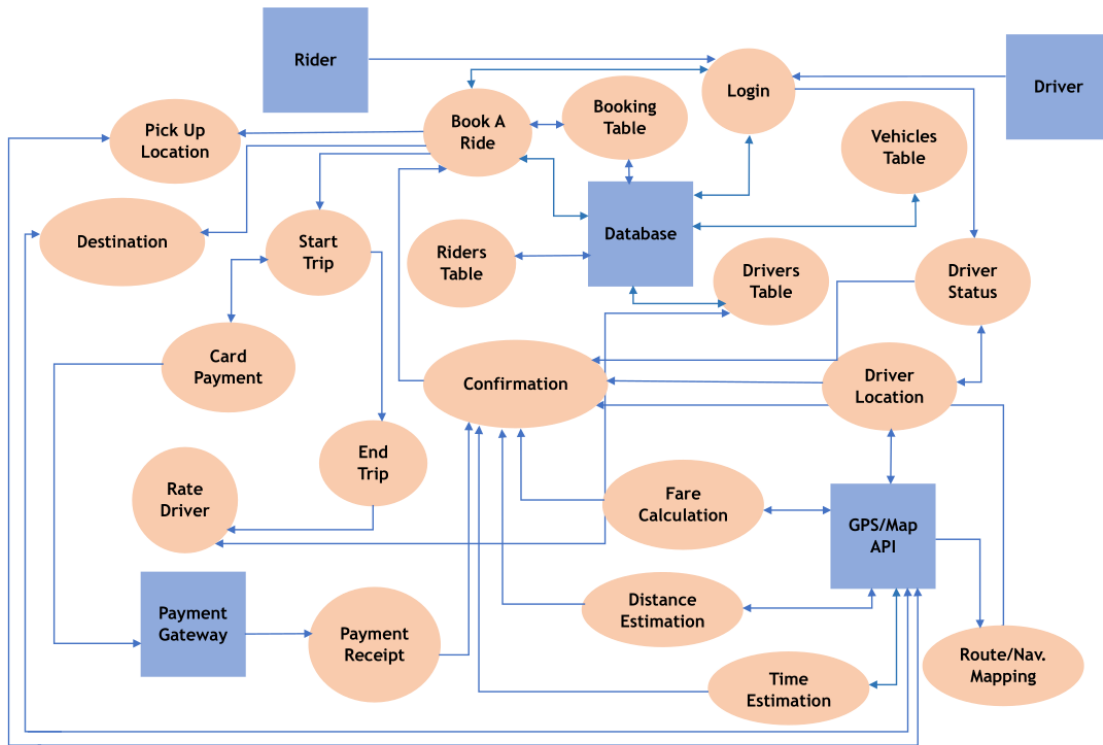 Rider
Login
Driver
Pick Up
Location
Book A
Ride
Booking
Table
Vehicles
Table
Destination
Start
Trip
Riders
Table
Database
Drivers
Table
Driver
Status
Card
Payment
Confirmation
Driver
Location
End
Trip
Rate
Driver
Fare
Calculation
GPS/Map
API
Payment
Gateway
Payment
Receipt
Distance
Estimation
Time
Estimation
Route/Nav.
Mapping